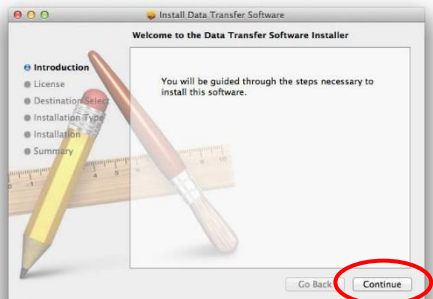 Install Data Transfer Software
Welcome to the Data Transfer Software Installer
Introduction
License
Destination Select
Installation Type
Installation
Summary
You will be guided through the steps necessary to
install this software.
Go Back
Continue